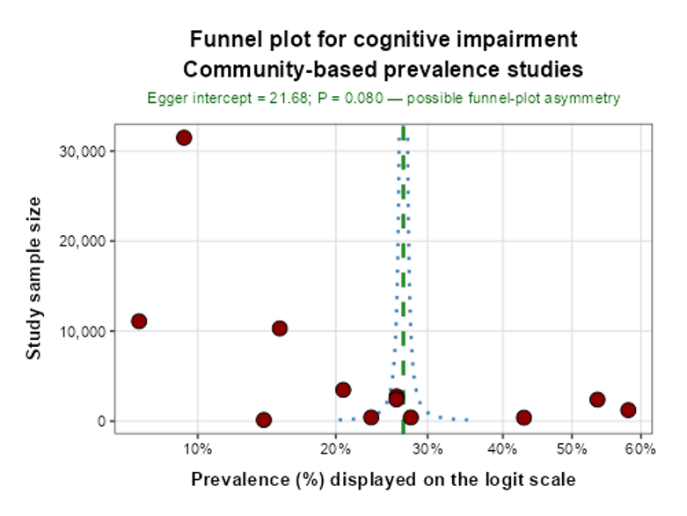 Funnel plot for cognitive impairment
Community-based prevalence studies
Egger intercept = 21.68; P = 0.080 — possible funnel-plot asymmetry
Study sample size
30,000
20,000
10,000
0
10% 20% 30% 40% 50% 60%
Prevalence (%) displayed on the logit scale